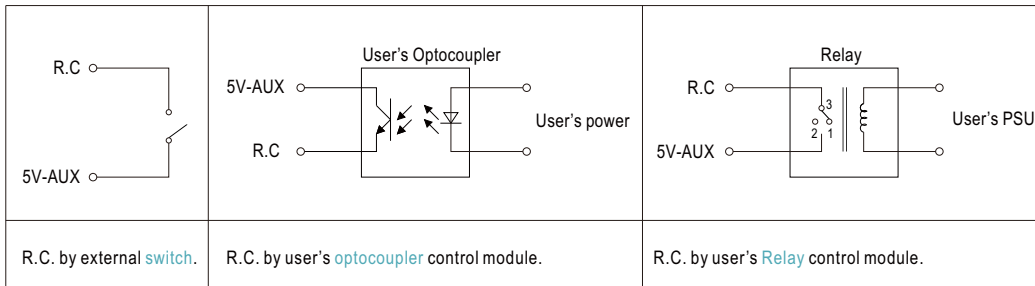 R.C
5V-AUX
User's Optocoupler
5V-AUX
R.C
User's power
Relay
R.C
5V-AUX
3
2 1
User's PSU
R.C. by external switch.
R.C. by user's optocoupler control module.
R.C. by user's Relay control module.